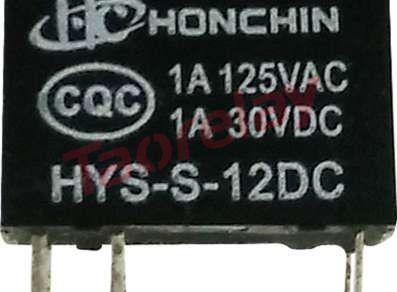 HONCHIN
CQC
1A 125VAC
1A 30VDC
Taorelay
HYS-S-12DC